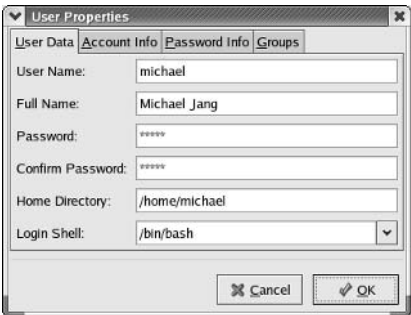 User Properties
User Data Account Info Password Info Groups
User Name: michael
Full Name: Michael Jang
Password: *****
Confirm Password: *****
Home Directory: /home/michael
Login Shell: /bin/bash
Cancel OK